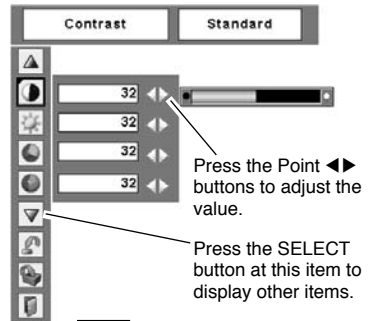 Contrast Standard
32
32
32
32
Press the Point ◀▶
buttons to adjust the
value.
Press the SELECT
button at this item to
display other items.